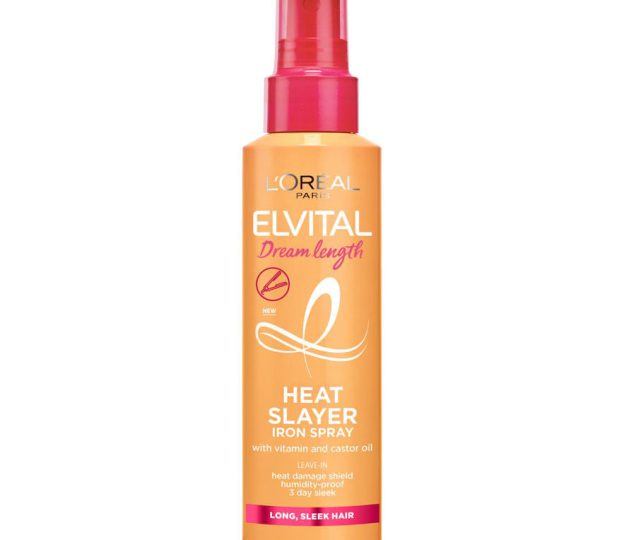 L'ORÉAL
PARIS
ELVITAL
Dream length
NEW
HEAT
SLAYER
IRON SPRAY
with vitamin and castor oil
LEAVE-IN
heat damage shield
humidity-proof
3 day sleek
LONG, SLEEK HAIR